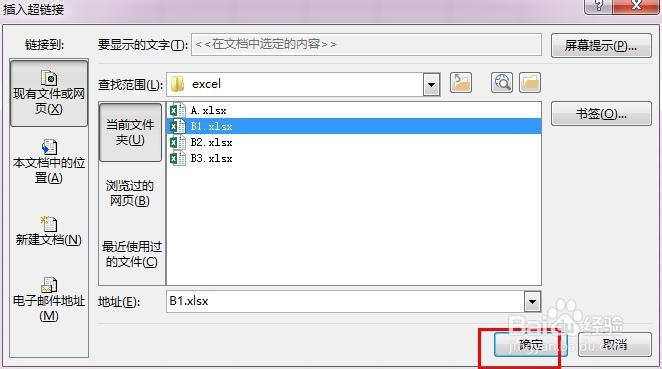 插入超链接
链接到:
要显示的文字(T):
<<在文档中选定的内容>>
屏幕提示(P)...
现有文件或网
页(X)
查找范围(L):
excel
当前文件
夹(U)
A.xlsx
B1.xlsx
B2.xlsx
B3.xlsx
书签(O)...
本文档中的位
置(A)
浏览过的
网页(B)
新建文档(N)
最近使用过
的文件(C)
电子邮件地址
(M)
地址(E):
B1.xlsx
确定
取消
Baidu经验